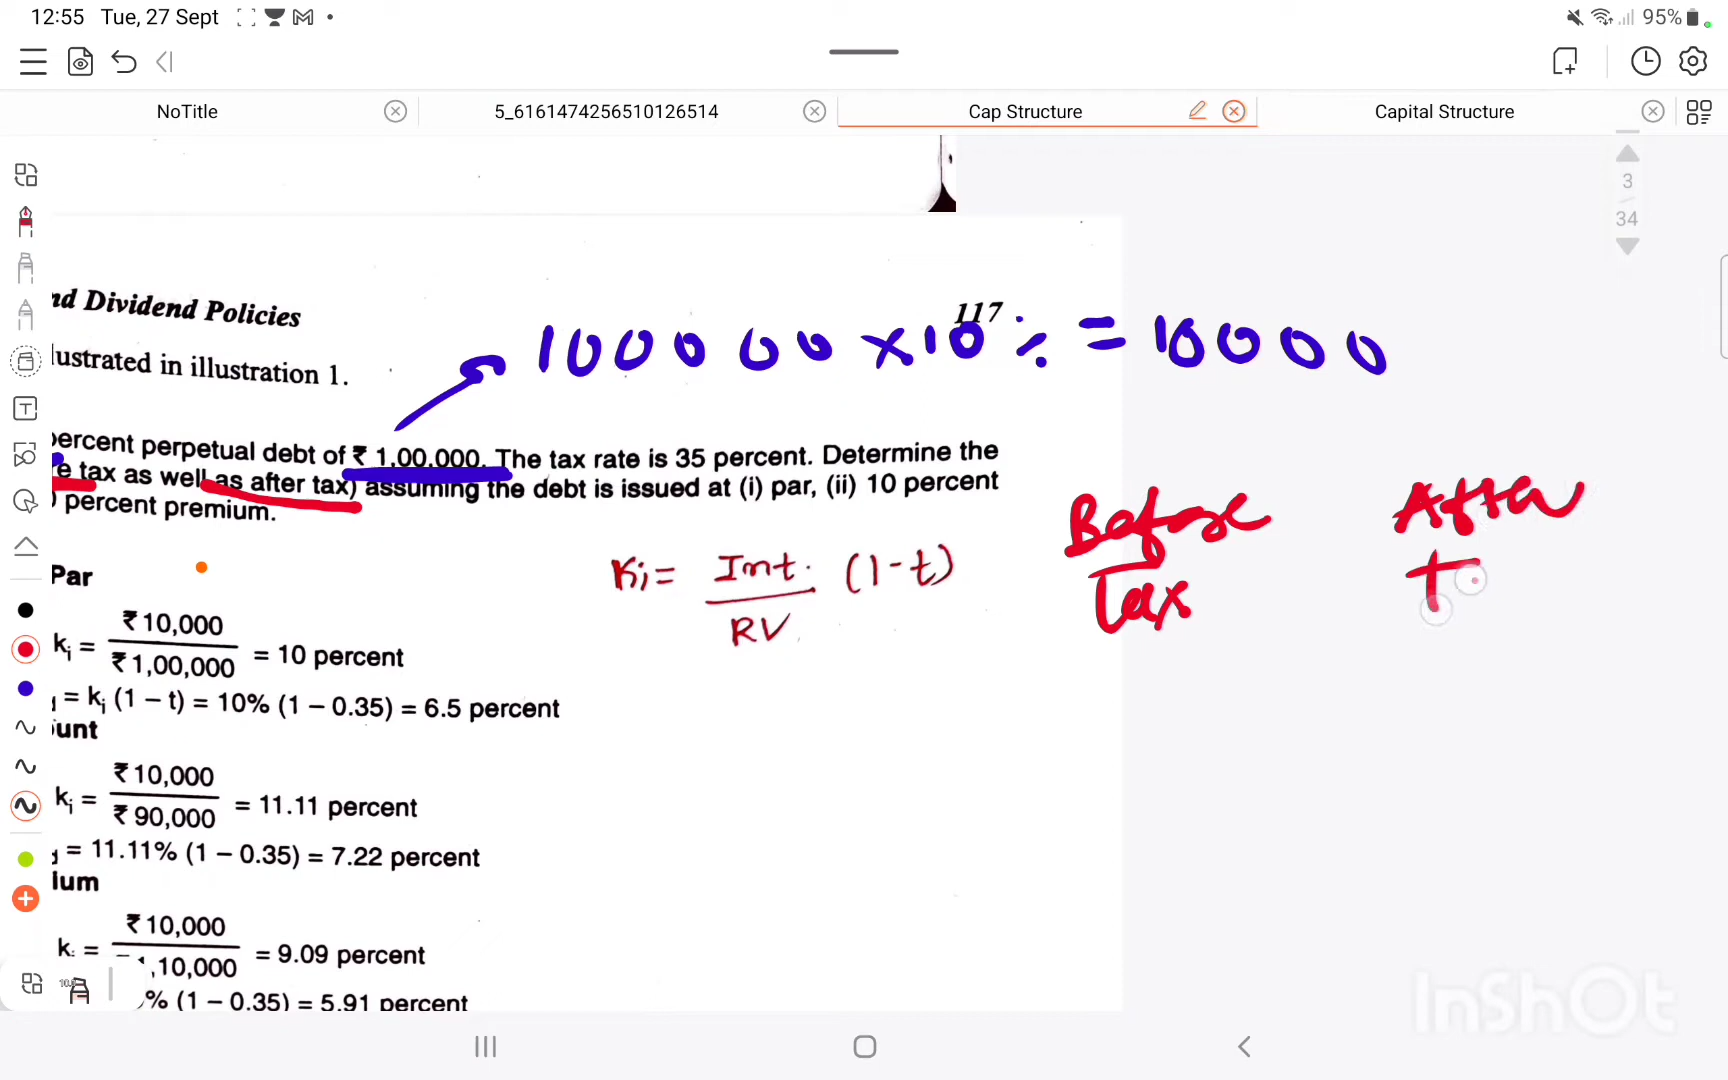 12:55 Tue, 27 Sept
95%
NoTitle
5_6161474256510126514
Cap Structure
Capital Structure
3
34
nd Dividend Policies
117
lustrated in illustration 1.
100000 × 10% = 10000
percent perpetual debt of ₹ 1,00,000. The tax rate is 35 percent. Determine the
e tax as well as after tax) assuming the debt is issued at (i) par, (ii) 10 percent
percent premium.
Before After
Tax T
Ki = Int. (1-t)
RV
Par
kᵢ = ₹ 10,000 / ₹ 1,00,000 = 10 percent
= kᵢ (1 – t) = 10% (1 – 0.35) = 6.5 percent
unt
kᵢ = ₹ 10,000 / ₹ 90,000 = 11.11 percent
= 11.11% (1 – 0.35) = 7.22 percent
ium
k = ₹ 10,000 / 1,10,000 = 9.09 percent
% (1 – 0.35) = 5.91 percent
InShOt